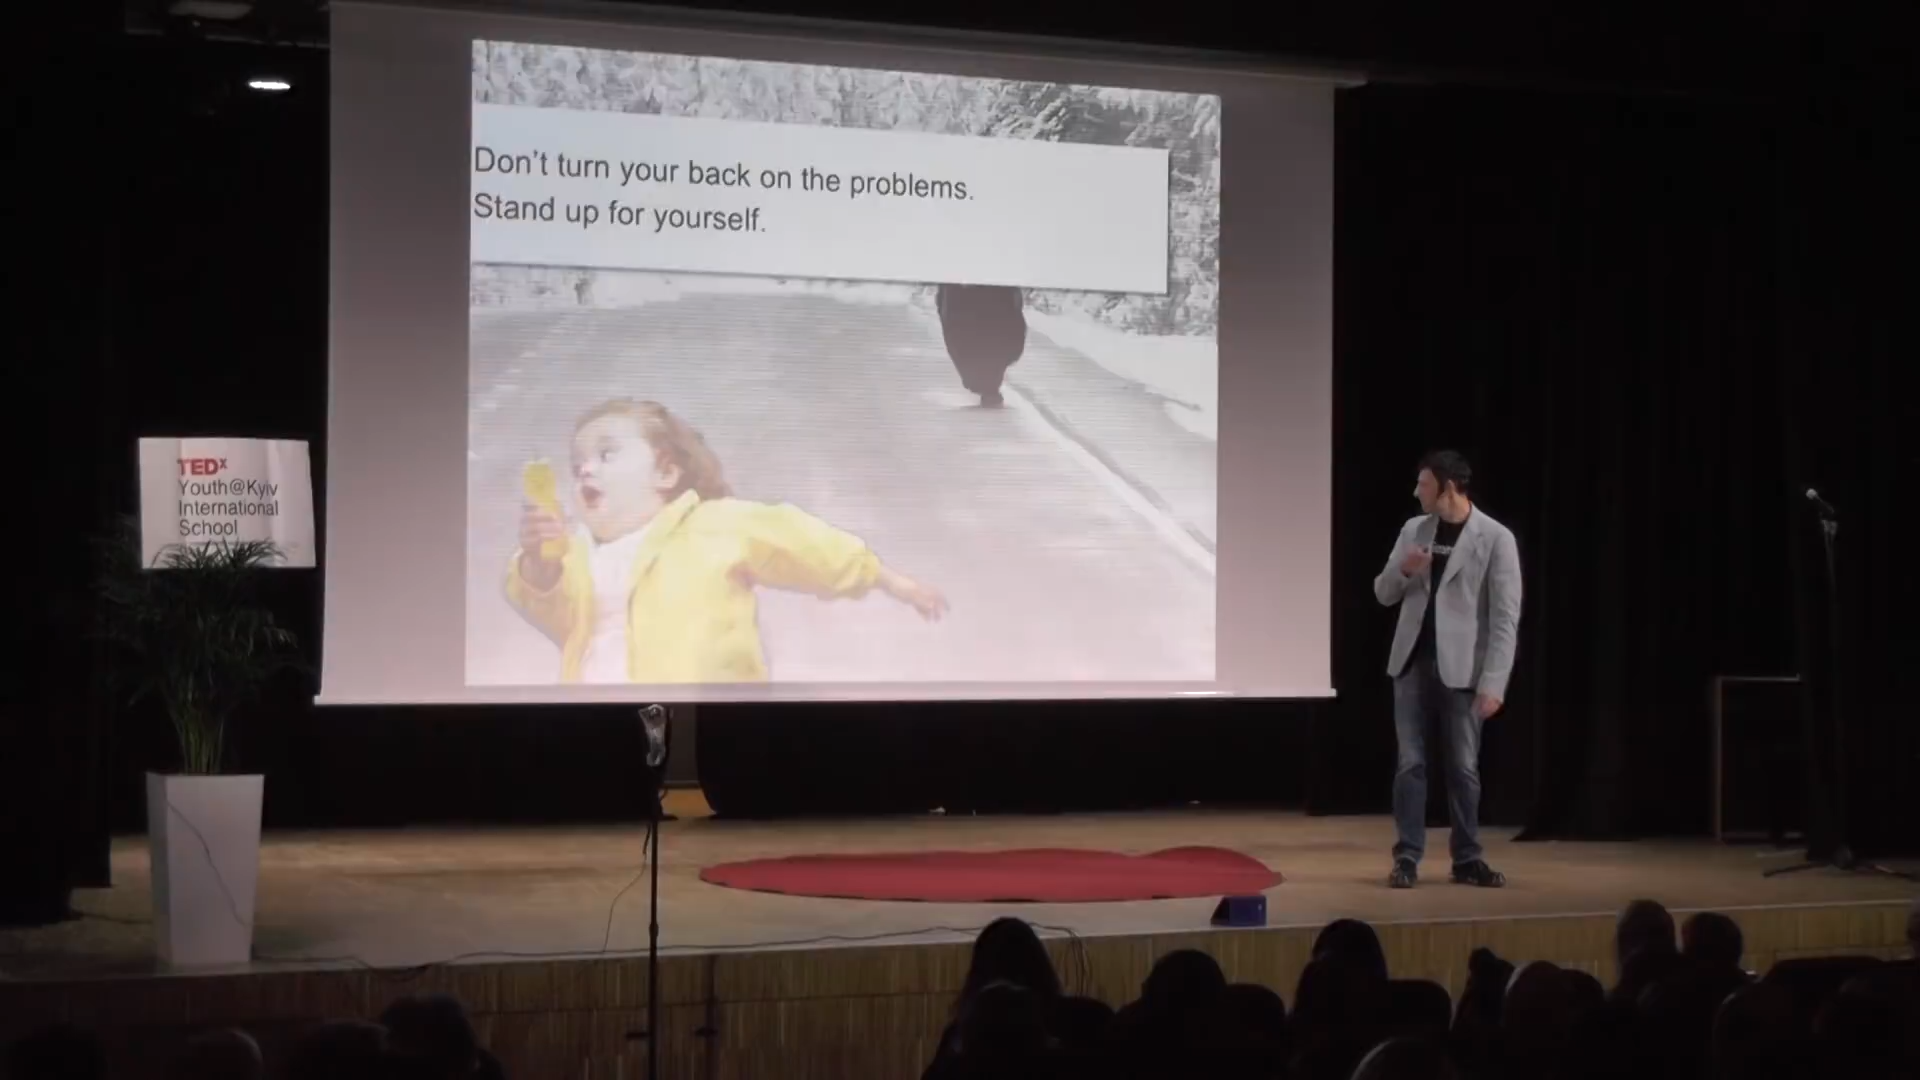 Don't turn your back on the problems.
Stand up for yourself.
TEDx
Youth@Kyiv
International
School